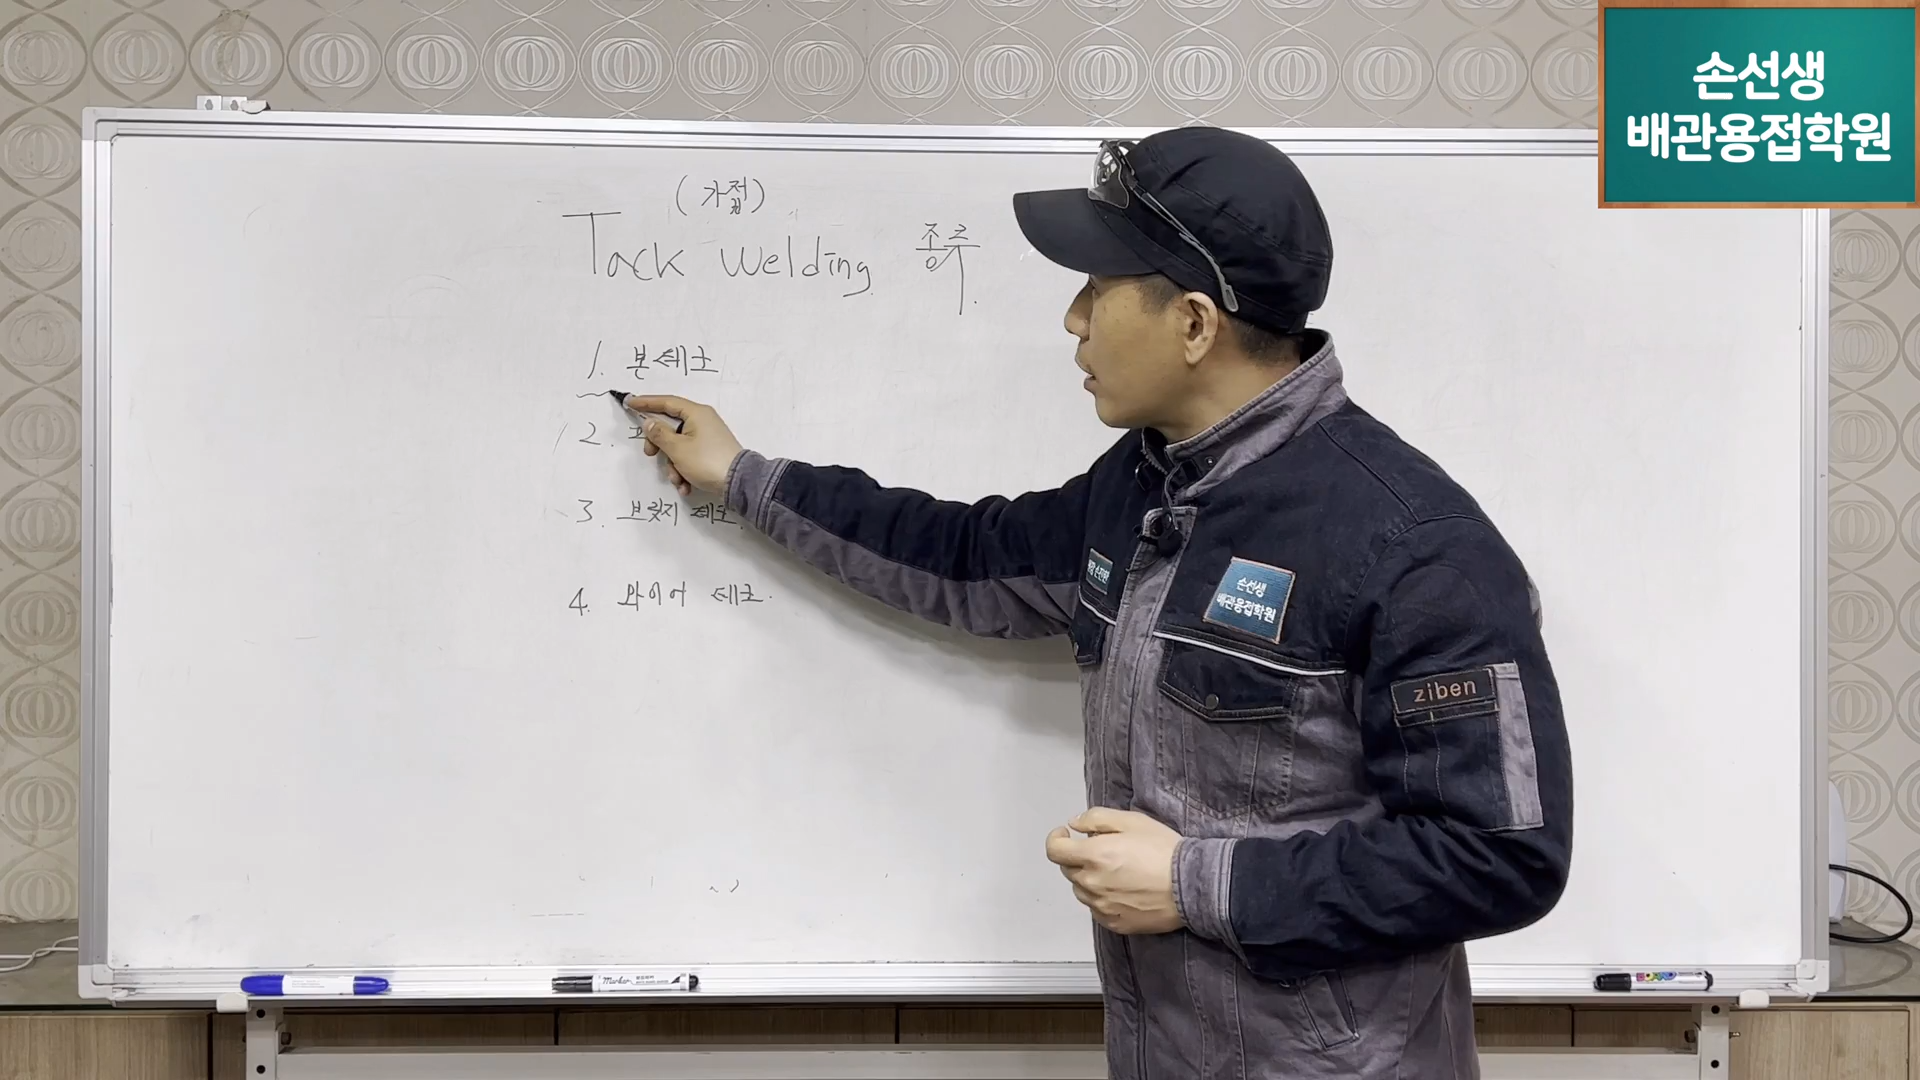 손선생
배관용접학원
(가접)
Tack Welding 종류.
1. 본테크
2.
3. 브릿지 테크.
4. 와이어 테크.
손선생
배관용접학원
ziben
Marker
BOARD